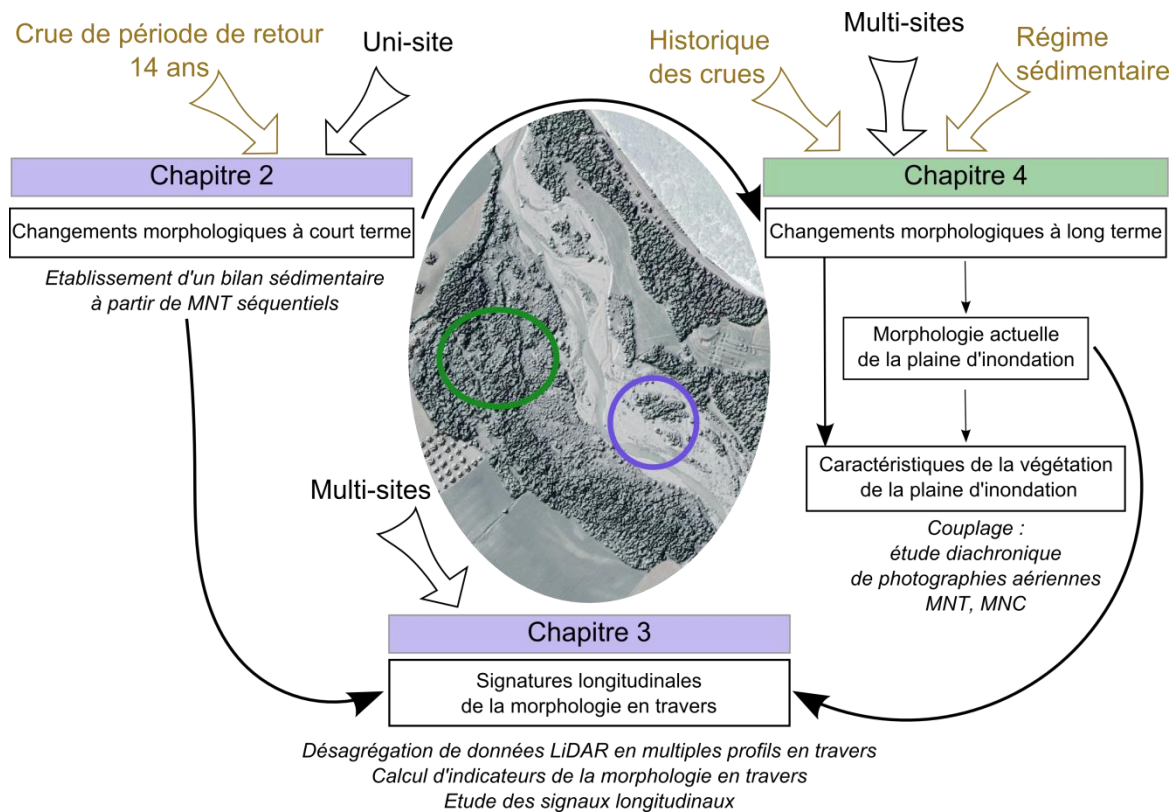 Crue de période de retour
14 ans
Uni-site
Chapitre 2
Changements morphologiques à court terme
Etablissement d'un bilan sédimentaire
à partir de MNT séquentiels
Historique
des crues
Multi-sites
Régime
sédimentaire
Chapitre 4
Changements morphologiques à long terme
Morphologie actuelle
de la plaine d'inondation
Caractéristiques de la végétation
de la plaine d'inondation
Couplage :
étude diachronique
de photographies aériennes
MNT, MNC
Multi-sites
Chapitre 3
Signatures longitudinales
de la morphologie en travers
Désagrégation de données LiDAR en multiples profils en travers
Calcul d'indicateurs de la morphologie en travers
Etude des signaux longitudinaux